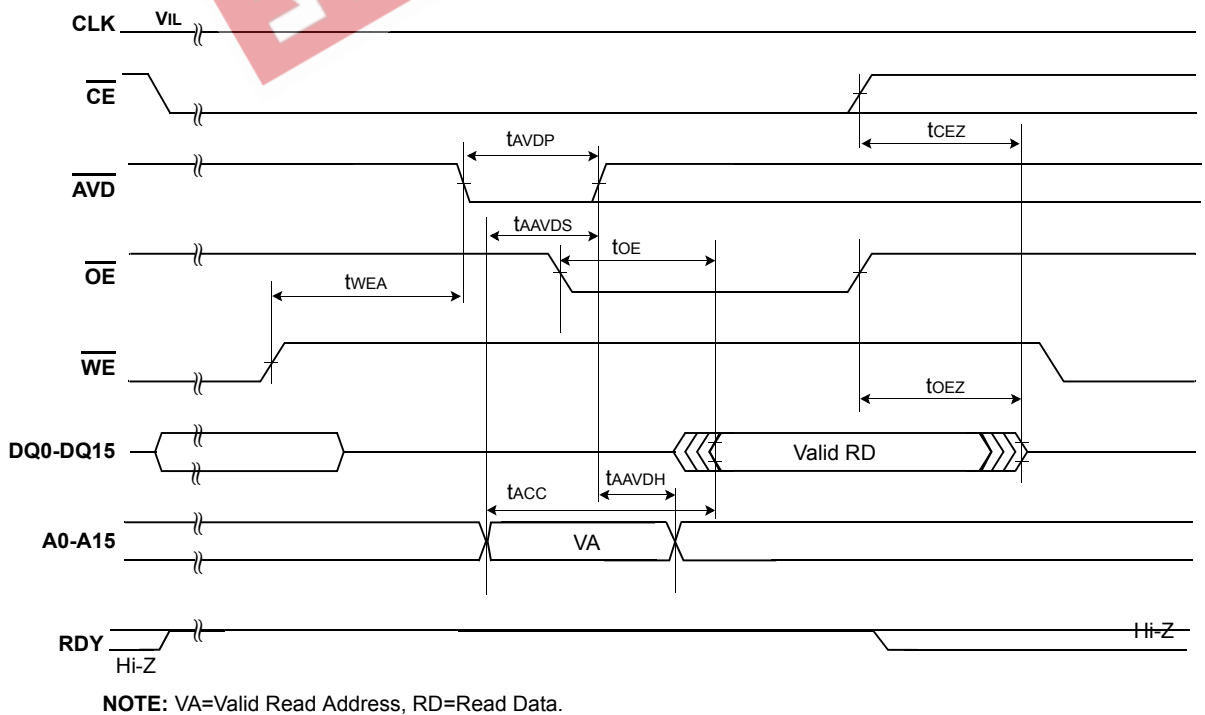 CLK VIL
CE
tCEZ
tAVDP
AVD
tAAVDS
tOE
OE
tWEA
WE
tOEZ
DQ0-DQ15
Valid RD
tAAVDH
tACC
A0-A15
VA
Hi-Z
RDY
Hi-Z
NOTE: VA=Valid Read Address, RD=Read Data.